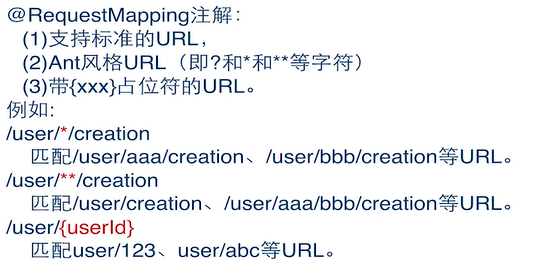 @RequestMapping注解：
(1)支持标准的URL，
(2)Ant风格URL（即?和*和**等字符）
(3)带{xxx}占位符的URL。
例如:
/user/*/creation
匹配/user/aaa/creation、/user/bbb/creation等URL。
/user/**/creation
匹配/user/creation、/user/aaa/bbb/creation等URL。
/user/{userId}
匹配user/123、user/abc等URL。